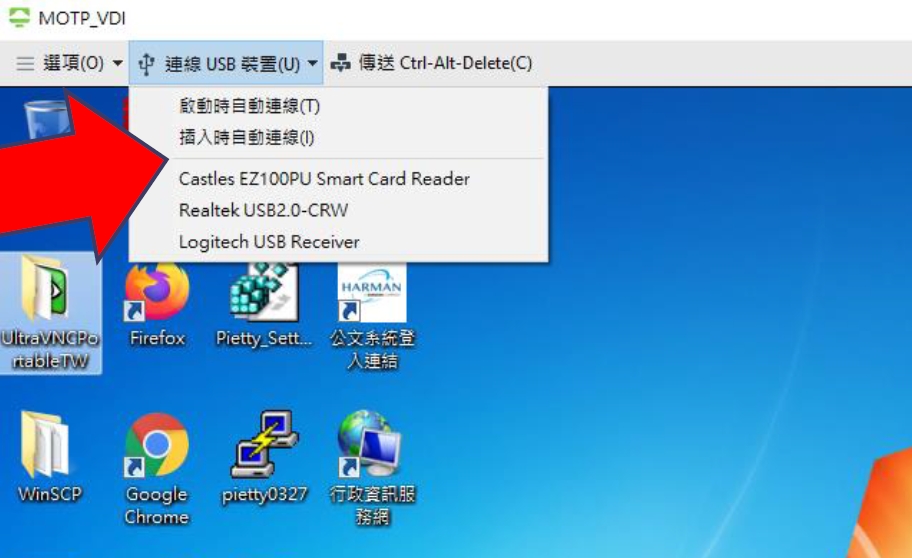 MOTP_VDI
選項(O) 連線 USB 裝置(U) 傳送 Ctrl-Alt-Delete(C)
啟動時自動連線(T)
插入時自動連線(I)
Castles EZ100PU Smart Card Reader
Realtek USB2.0-CRW
Logitech USB Receiver
HARMAN
UltraVNCPo
rtableTW
Firefox
Pietty_Sett...
公文系統登
入連結
WinSCP
Google
Chrome
pietty0327
行政資訊服
務網